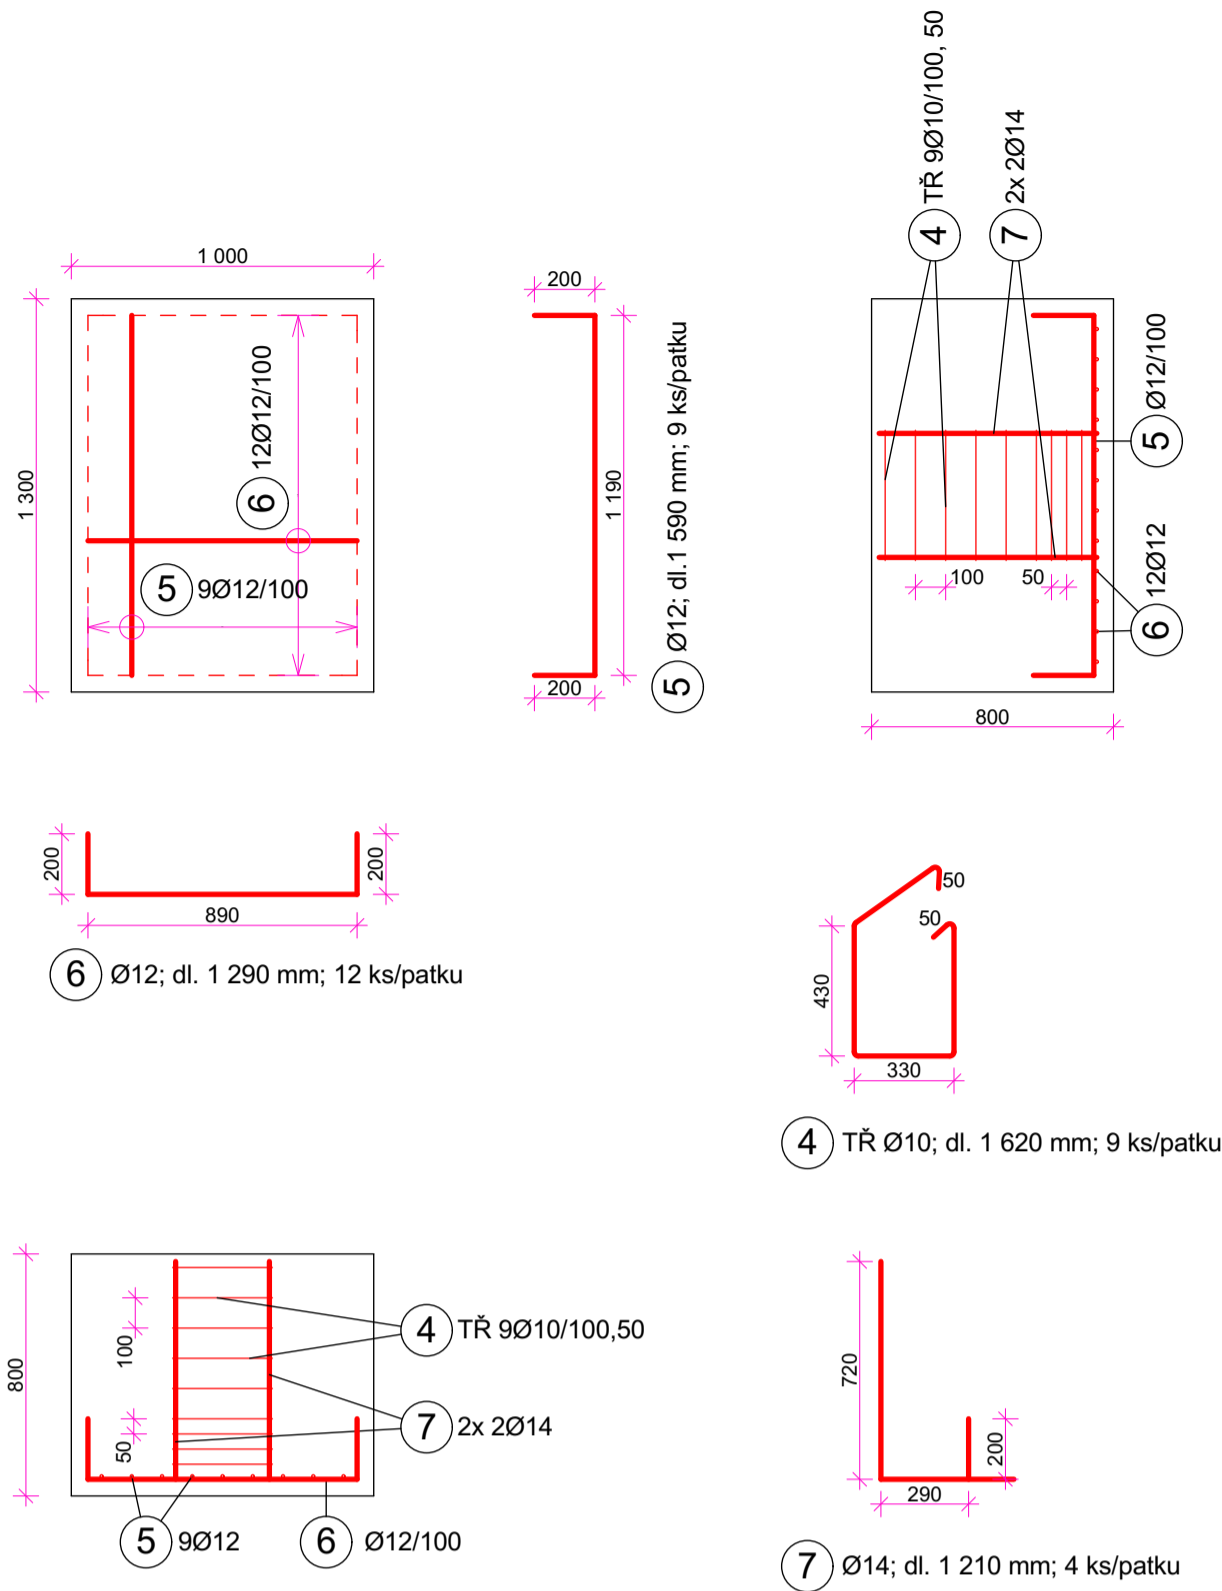 4 TŘ 9Ø10/100, 50
7 2x 2Ø14
1 000
1 300
6 12Ø12/100
5 9Ø12/100
200
1 190
200
5 Ø12; dl.1 590 mm; 9 ks/patku
5 Ø12/100
6 12Ø12
100
50
800
200
200
890
6 Ø12; dl. 1 290 mm; 12 ks/patku
50
50
430
330
4 TŘ Ø10; dl. 1 620 mm; 9 ks/patku
800
100
50
4 TŘ 9Ø10/100,50
7 2x 2Ø14
5 9Ø12
6 Ø12/100
720
200
290
7 Ø14; dl. 1 210 mm; 4 ks/patku